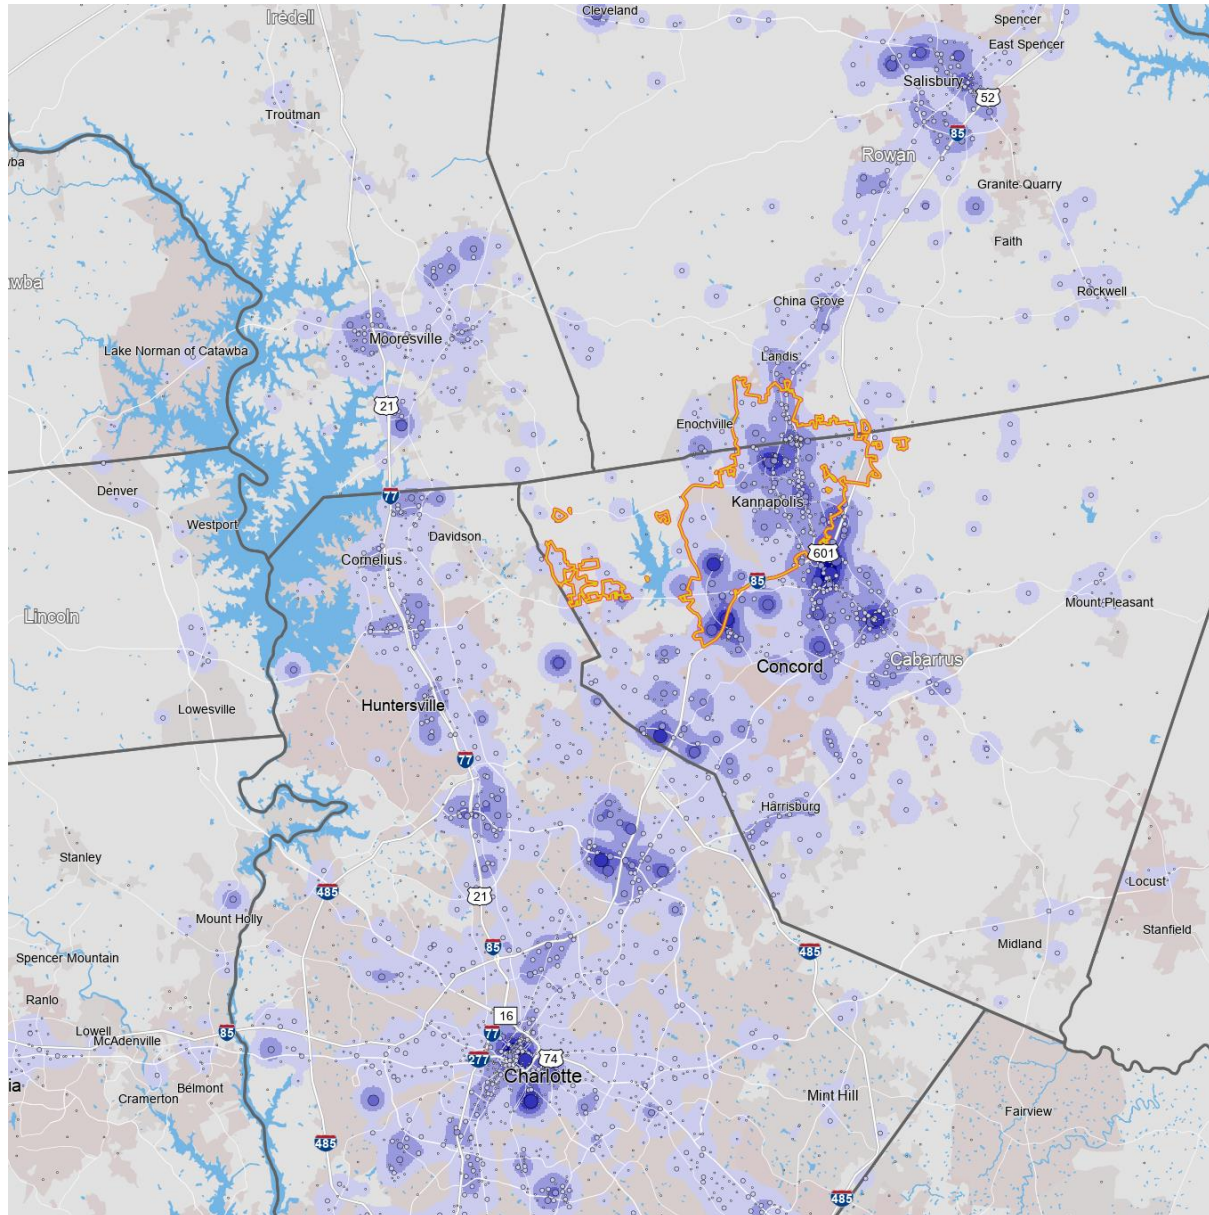 Cleveland
Iredell
Spencer
East Spencer
Salisbury
52
Troutman
85
Rowan
wba
Granite Quarry
Faith
awba
Rockwell
China Grove
Mooresville
Lake Norman of Catawba
Landis
21
Enochville
Denver
77
Kannapolis
Westport
Davidson
601
Cornelius
85
Mount Pleasant
Lincoln
Concord
Cabarrus
Huntersville
Lowesville
77
Harrisburg
Stanley
485
21
Locust
Mount Holly
Stanfield
85
Midland
485
Spencer Mountain
Ranlo
16
Lowell
85
77
McAdenville
277
74
Charlotte
ia
Belmont
Cramerton
Mint Hill
Fairview
485
485